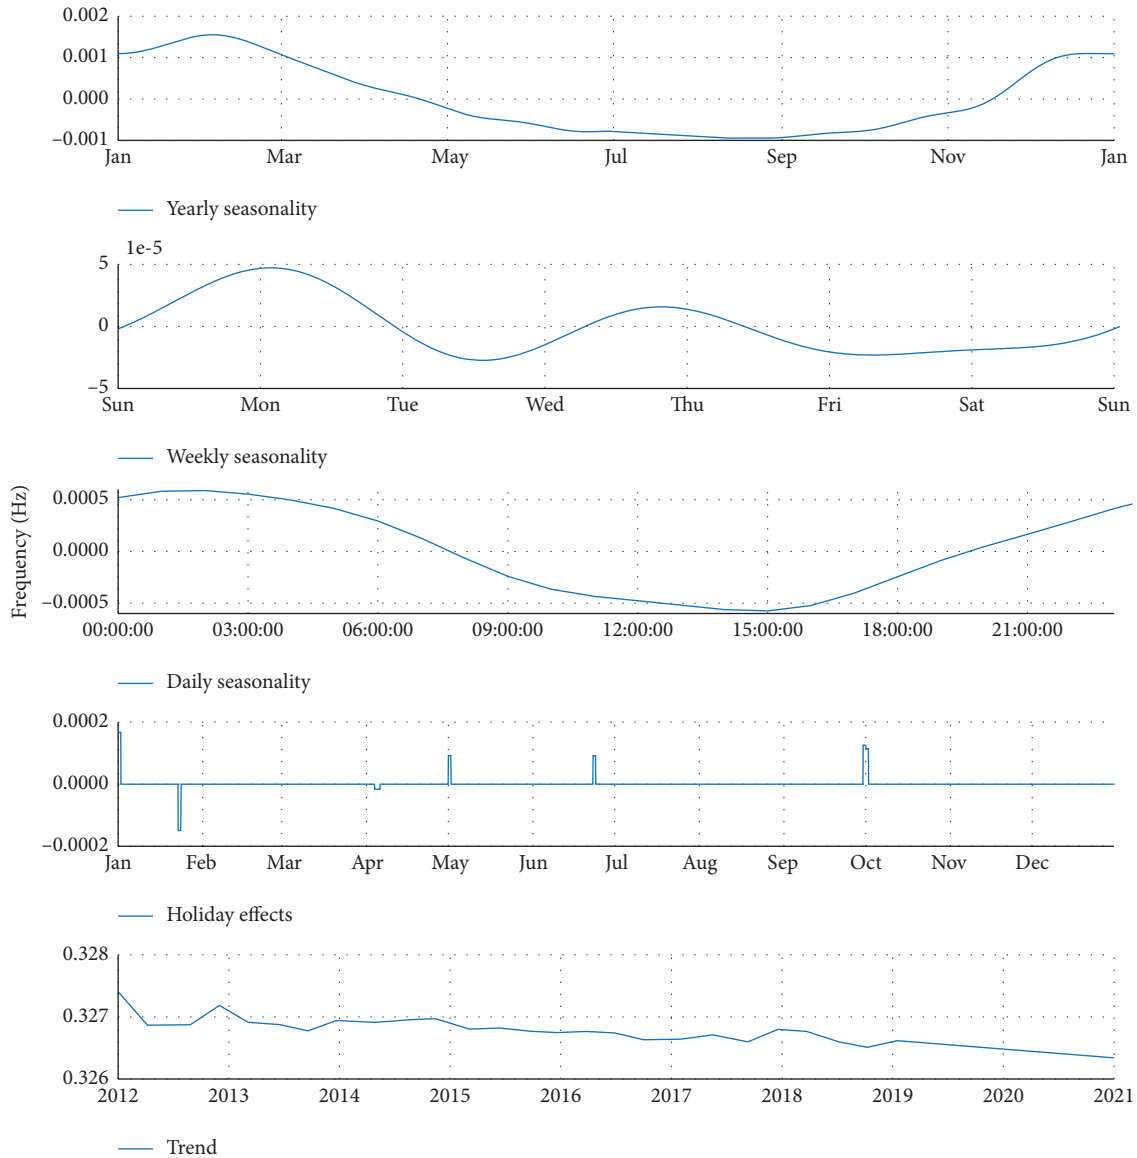 0.002
0.001
0.000
−0.001
Jan Mar May Jul Sep Nov Jan
Yearly seasonality
1e-5
5
0
−5
Sun Mon Tue Wed Thu Fri Sat Sun
Weekly seasonality
Frequency (Hz)
0.0005
0.0000
−0.0005
00:00:00 03:00:00 06:00:00 09:00:00 12:00:00 15:00:00 18:00:00 21:00:00
Daily seasonality
0.0002
0.0000
−0.0002
Jan Feb Mar Apr May Jun Jul Aug Sep Oct Nov Dec
Holiday effects
0.328
0.327
0.326
2012 2013 2014 2015 2016 2017 2018 2019 2020 2021
Trend